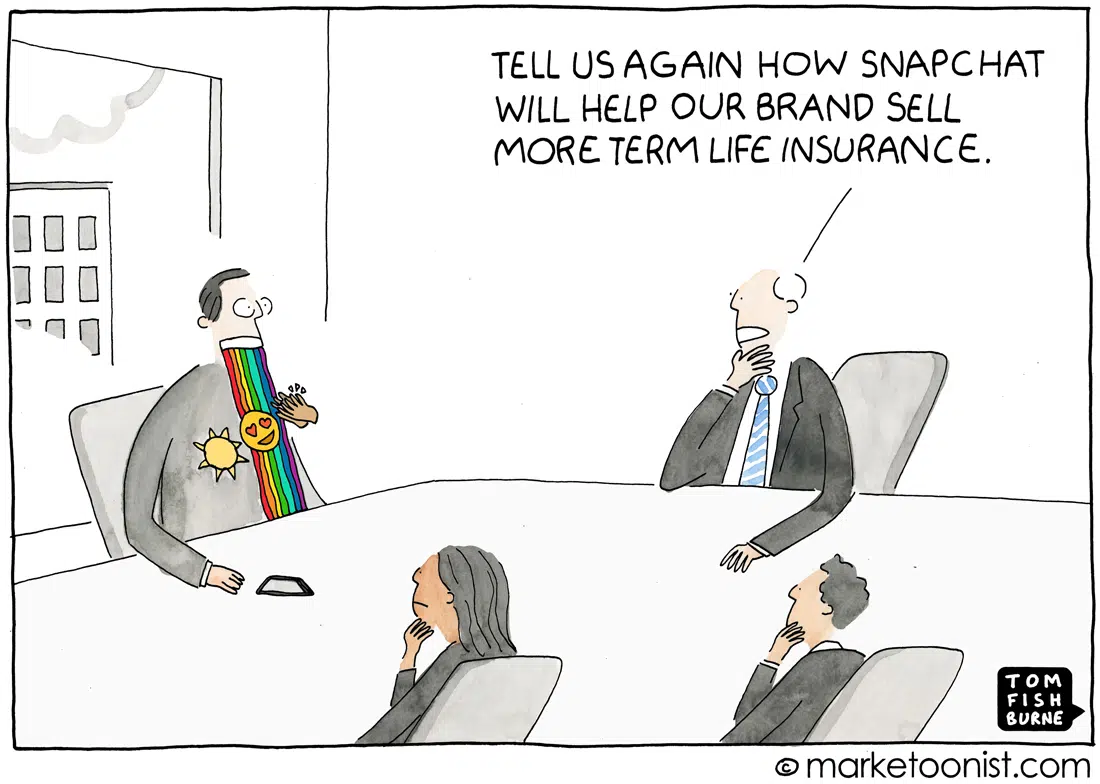 TELL US AGAIN HOW SNAPCHAT
WILL HELP OUR BRAND SELL
MORE TERM LIFE INSURANCE.
TOM
FISH
BURNE
© marketoonist.com